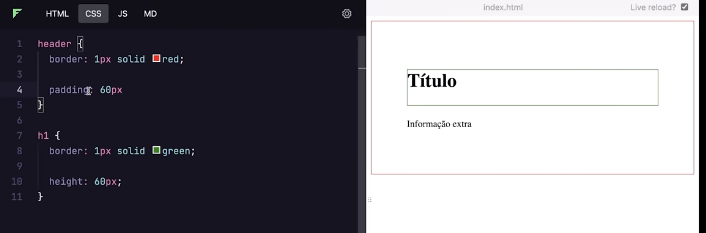 HTML CSS JS MD
index.html Live reload?
1 header {
2 border: 1px solid red;
3
4 padding: 60px
5 }
6
7 h1 {
8 border: 1px solid green;
9
10 height: 60px;
11 }
Título
Informação extra